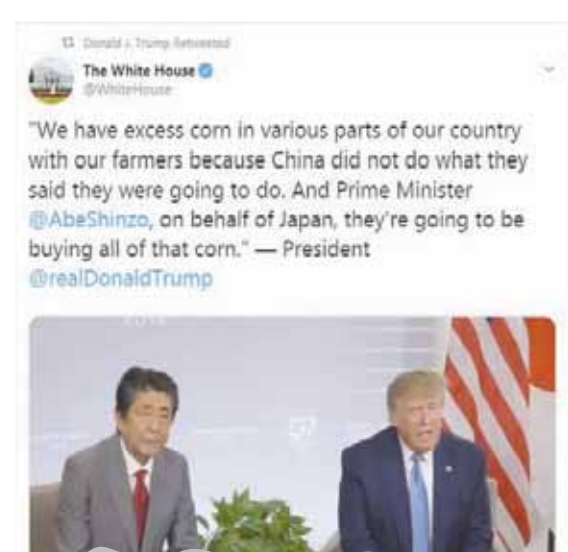 Donald J. Trump Retweeted
The White House
@WhiteHouse
"We have excess corn in various parts of our country
with our farmers because China did not do what they
said they were going to do. And Prime Minister
@AbeShinzo, on behalf of Japan, they're going to be
buying all of that corn." — President
@realDonaldTrump